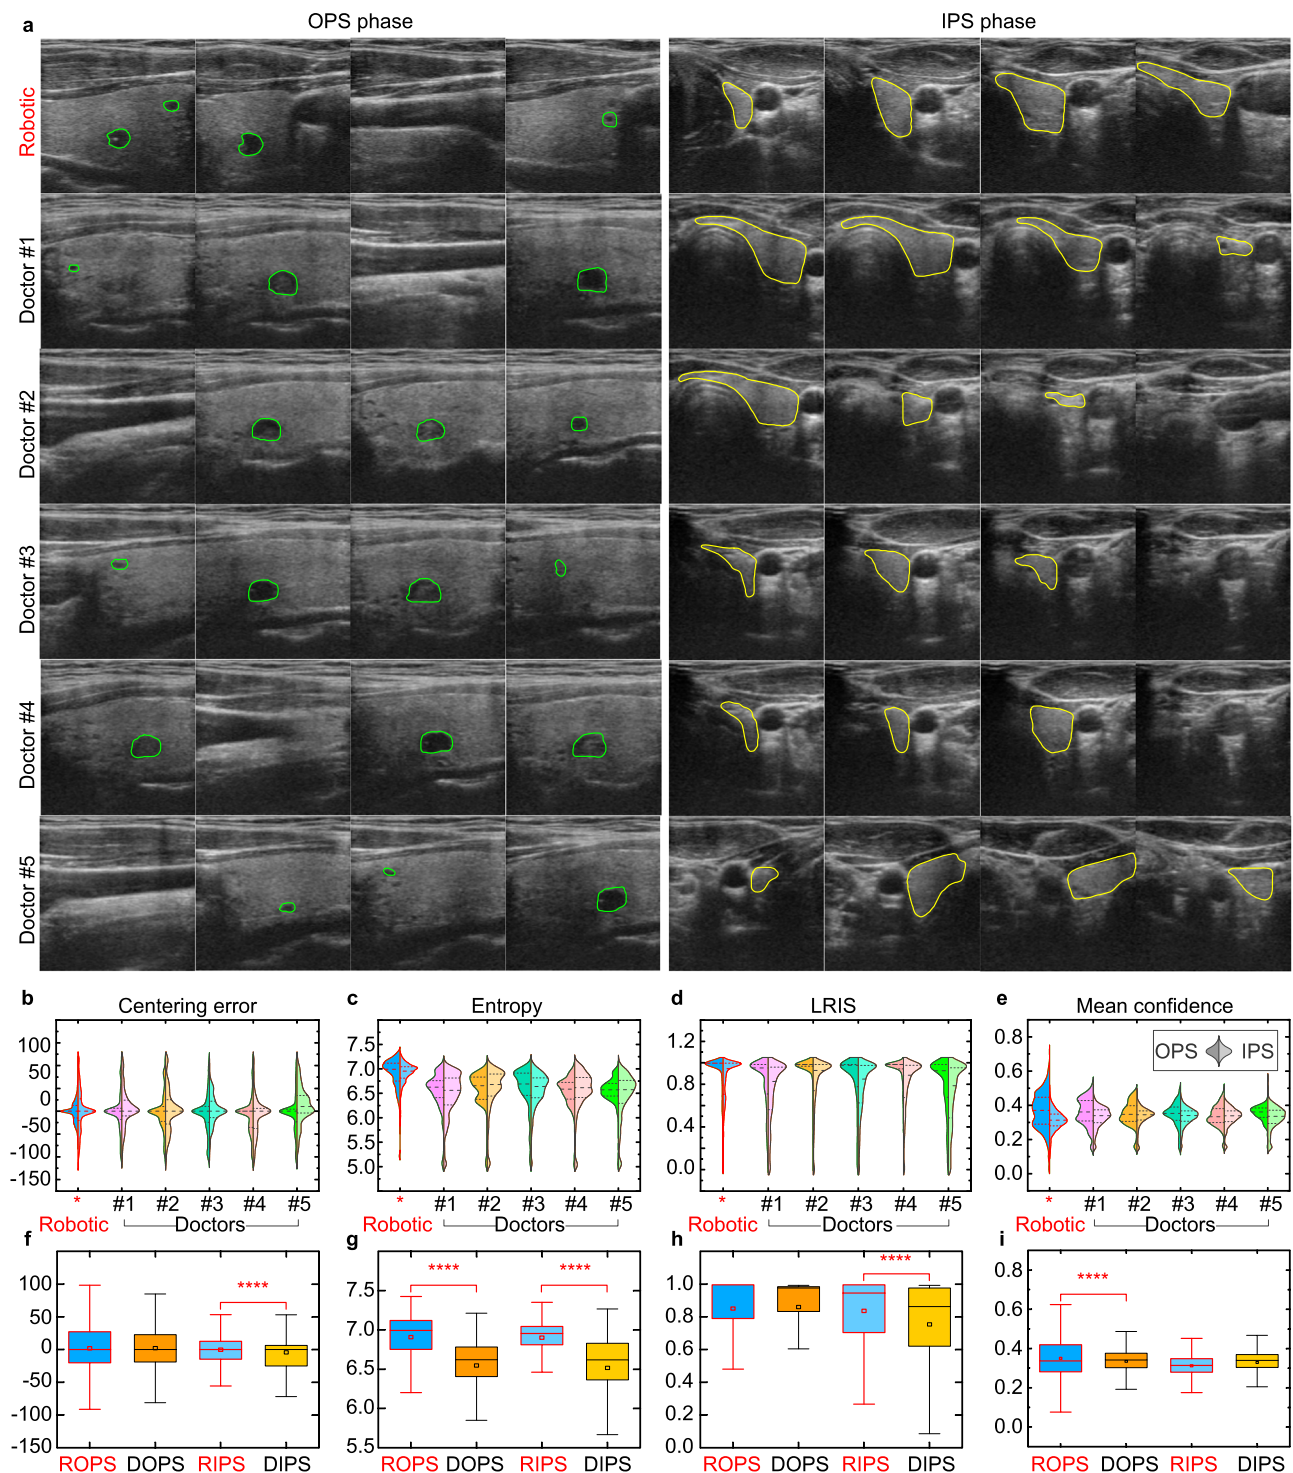 a OPS phase IPS phase
Robotic
Doctor #1
Doctor #2
Doctor #3
Doctor #4
Doctor #5
b Centering error c Entropy d LRIS e Mean confidence
100
50
0
-50
-100
-150
* #1 #2 #3 #4 #5
Robotic Doctors
7.5
7.0
6.5
6.0
5.5
5.0
* #1 #2 #3 #4 #5
Robotic Doctors
1.2
0.8
0.4
0.0
* #1 #2 #3 #4 #5
Robotic Doctors
0.8
0.6
0.4
0.2
0.0
OPS IPS
* #1 #2 #3 #4 #5
Robotic Doctors
f
100
50
0
-50
-100
-150
****
ROPS DOPS RIPS DIPS
g
7.5
7.0
6.5
6.0
5.5
**** ****
ROPS DOPS RIPS DIPS
h
1.0
0.8
0.6
0.4
0.2
0.0
****
ROPS DOPS RIPS DIPS
i
0.8
0.6
0.4
0.2
0.0
****
ROPS DOPS RIPS DIPS